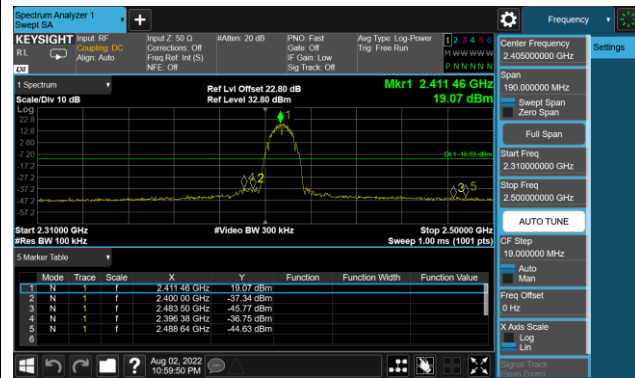 Spectrum Analyzer 1
Swept SA
Frequency
KEYSIGHT
RL
Input: RF
Coupling: DC
Align: Auto
Input Z: 50 Ω
Corrections: Off
Freq Ref: Int (S)
NFE: Off
#Atten: 20 dB
PNO: Fast
Gate: Off
IF Gain: Low
Sig Track: Off
Avg Type: Log-Power
Trig: Free Run
1 2 3 4 5 6
M W W W W W
P N N N N N
Center Frequency
2.405000000 GHz
Settings
1 Spectrum
Scale/Div 10 dB
Ref Lvl Offset 22.80 dB
Ref Level 32.80 dBm
Mkr1 2.411 46 GHz
19.07 dBm
Span
190.000000 MHz
Swept Span
Zero Span
Log
22.8
12.8
2.80
-7.20
-17.2
-27.2
-37.2
-47.2
-57.2
1
4 2
3 5
Full Span
Start Freq
2.310000000 GHz
Stop Freq
2.500000000 GHz
AUTO TUNE
Start 2.31000 GHz
#Res BW 100 kHz
#Video BW 300 kHz
Stop 2.50000 GHz
Sweep 1.00 ms (1001 pts)
CF Step
19.000000 MHz
Auto
Man
5 Marker Table
Mode Trace Scale X Y Function Function Width Function Value
1 N 1 f 2.411 46 GHz 19.07 dBm
2 N 1 f 2.400 00 GHz -37.34 dBm
3 N 1 f 2.483 50 GHz -45.77 dBm
4 N 1 f 2.396 38 GHz -36.75 dBm
5 N 1 f 2.488 64 GHz -44.63 dBm
6
Freq Offset
0 Hz
X Axis Scale
Log
Lin
Signal Track
(Span Zoom)
Aug 02, 2022
10:59:50 PM